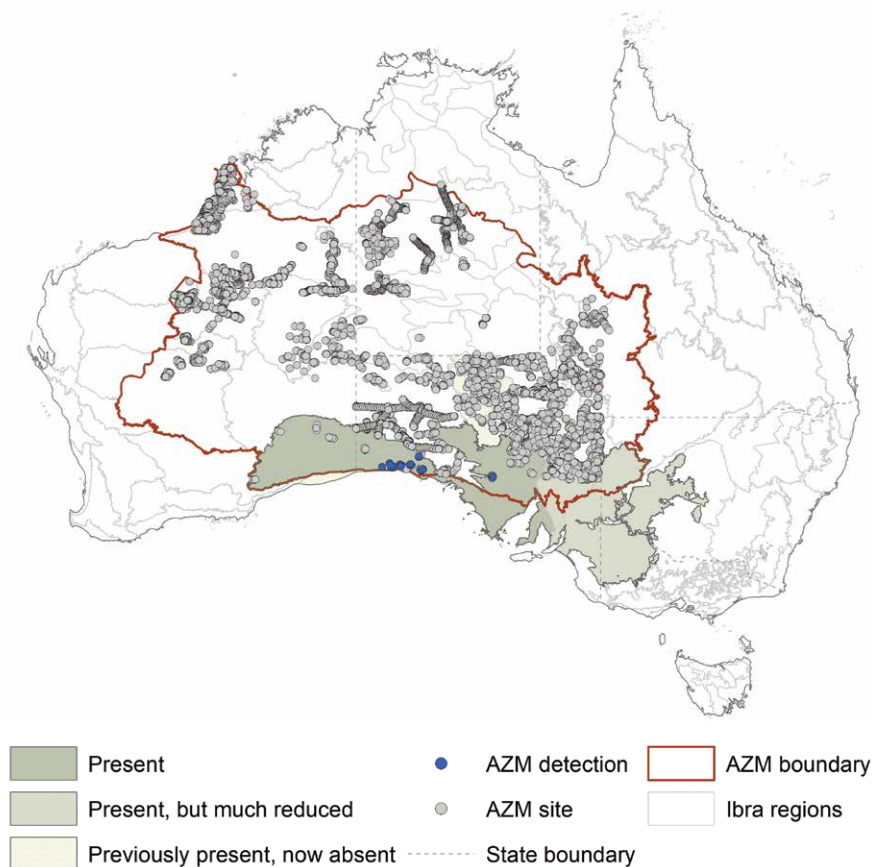 Present
AZM detection
AZM boundary
Present, but much reduced
AZM site
Ibra regions
Previously present, now absent
State boundary